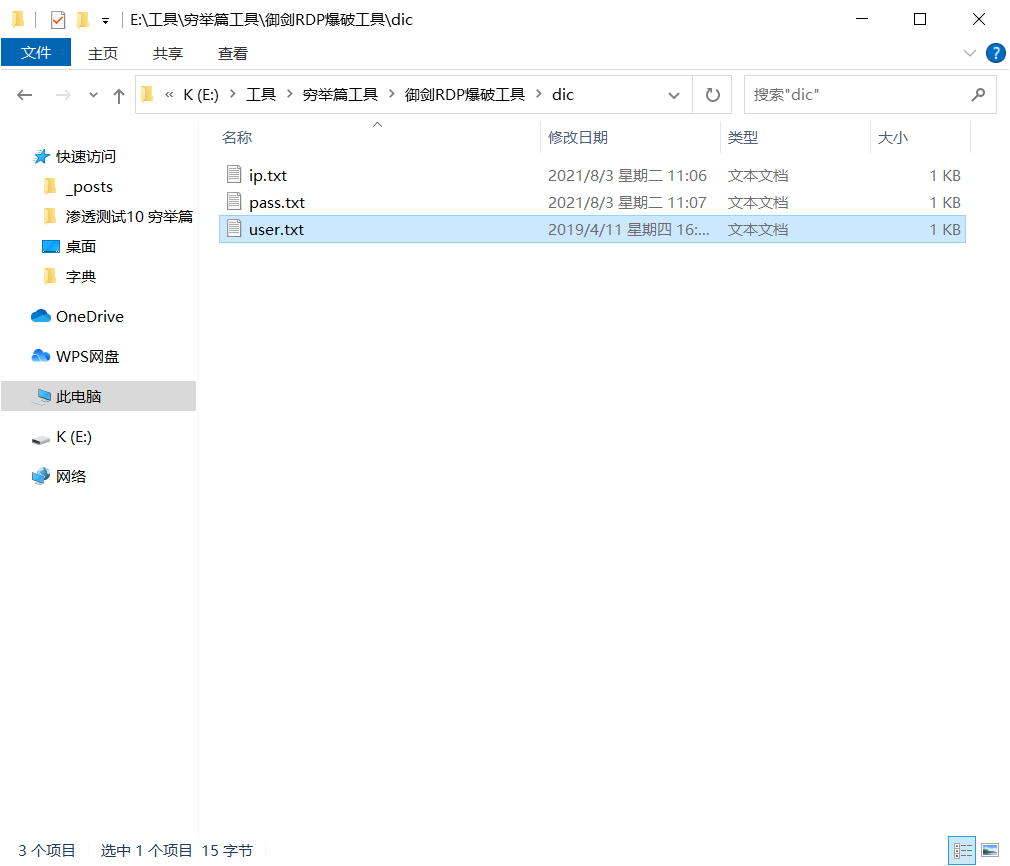 E:\工具\穷举篇工具\御剑RDP爆破工具\dic
文件 主页 共享 查看
« K (E:) 工具 穷举篇工具 御剑RDP爆破工具 dic 搜索"dic"
名称 修改日期 类型 大小
快速访问
_posts
渗透测试10 穷举篇
桌面
字典
OneDrive
WPS网盘
此电脑
K (E:)
网络
ip.txt 2021/8/3 星期二 11:06 文本文档 1 KB
pass.txt 2021/8/3 星期二 11:07 文本文档 1 KB
user.txt 2019/4/11 星期四 16:... 文本文档 1 KB
3 个项目 选中 1 个项目 15 字节